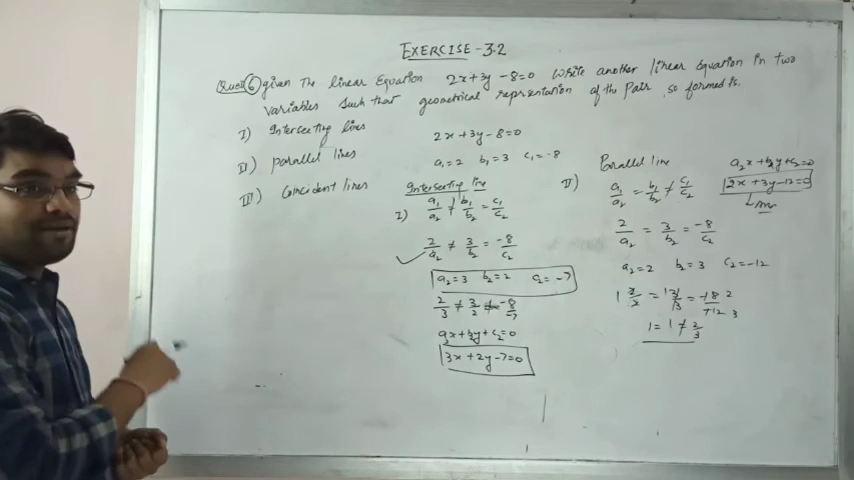 EXERCISE-3.2
Ques 6 given The linear Equation 2x+3y-8=0 Write another linear Equation in two
variables Such that geometrical reprsentation of the Pair so formed is.
I) Intersecting lines
II) parallel lines
III) Coincident lines
2x+3y-8=0
a₁=2 b₁=3 c₁=-8
Intersecting line
I) a₁/a₂ ≠ b₁/b₂ = c₁/c₂
2/a₂ ≠ 3/b₂ = -8/c₂
a₂=3 b₂=2 c₂=-7
2/3 ≠ 3/2 ≠ -8/-7
3x+2y-7=0
II) Parallel line
a₁/a₂ = b₁/b₂ ≠ c₁/c₂
2/a₂ = 3/b₂ = -8/c₂
a₂=2 b₂=3 c₂=-12
1=1≠2/3
a₂x+b₂y+c₂=0
2x+3y-12=0